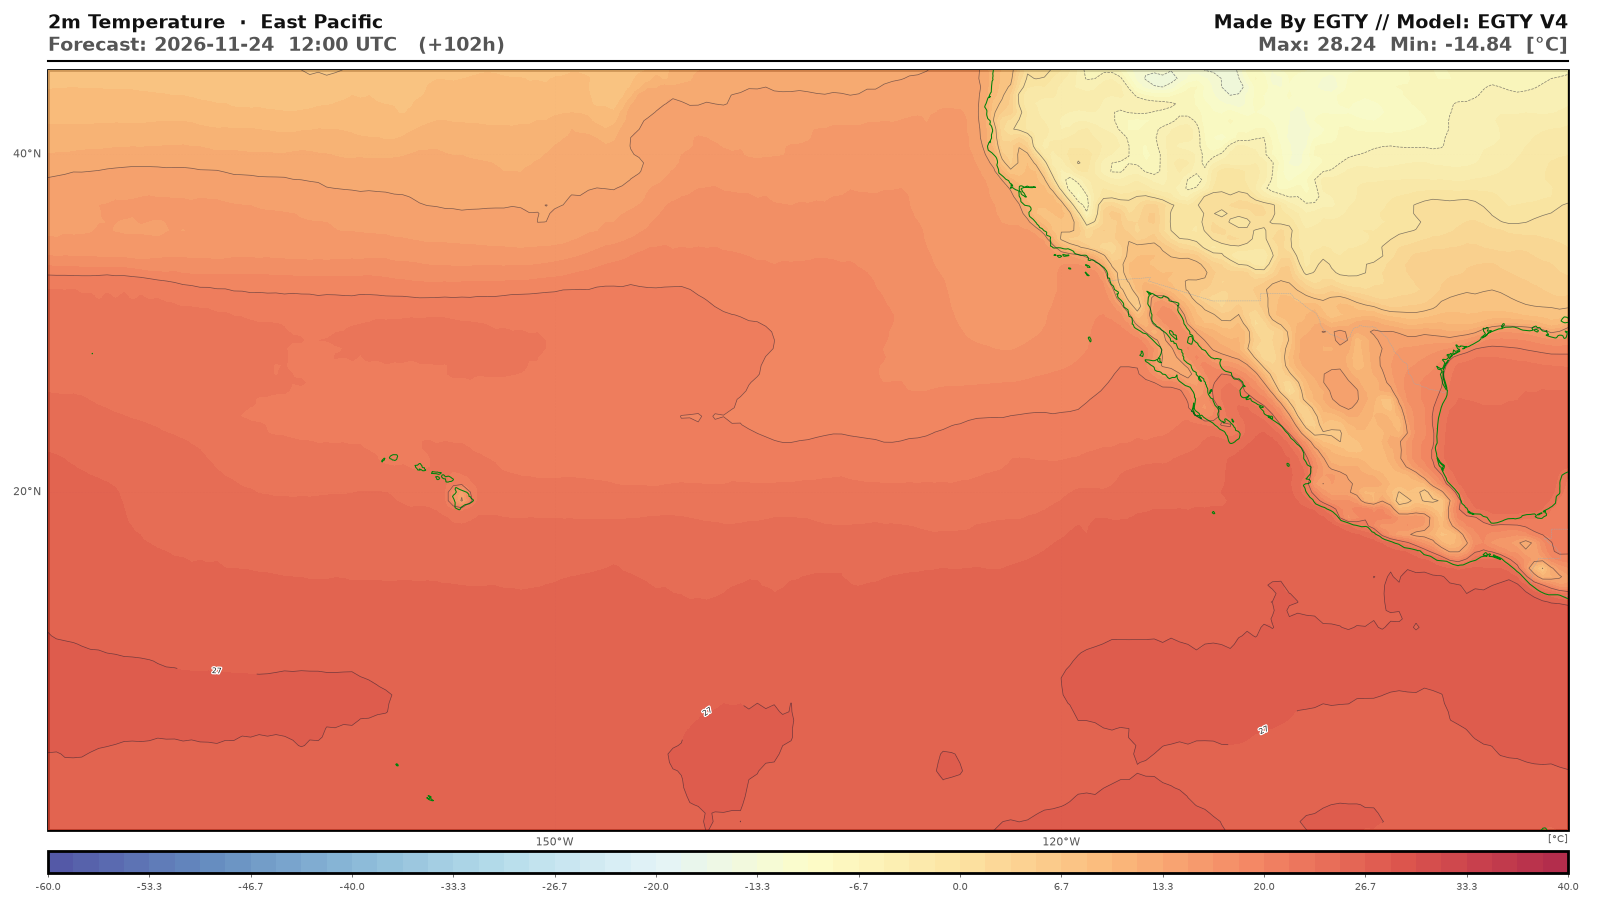 2m Temperature · East Pacific
Made By EGTY // Model: EGTY V4
Forecast: 2026-11-24 12:00 UTC (+102h)
Max: 28.24 Min: -14.84 [°C]
40°N
20°N
27
27
27
150°W
120°W
[°C]
-60.0 -53.3 -46.7 -40.0 -33.3 -26.7 -20.0 -13.3 -6.7 0.0 6.7 13.3 20.0 26.7 33.3 40.0